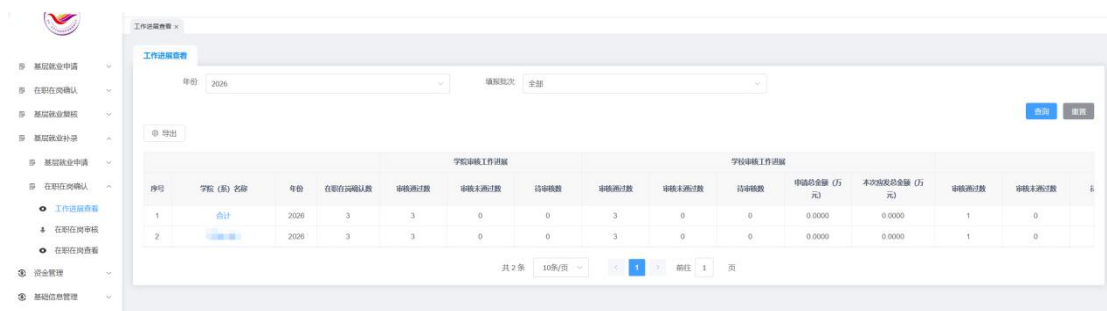 工作进展查看 ×
工作进展查看
基层就业申请
在职在岗确认
基层就业复核
基层就业补录
基层就业申请
在职在岗确认
工作进展查看
在职在岗审核
在职在岗查看
资金管理
基础信息管理
年份: 2026
填报批次: 全部
查询 重置
导出
学院审核工作进展 学校审核工作进展
序号 学院（系）名称 年份 在职在岗确认数 审核通过数 审核未通过数 待审核数 审核通过数 审核未通过数 待审核数 申请总金额（万元） 本次应发总金额（万元） 审核通过数 审核未通过数
1 合计 2026 3 3 0 0 3 0 0 0.0000 0.0000 1 0
2 2026 3 3 0 0 3 0 0 0.0000 0.0000 1 0
共 2 条 10条/页 < 1 > 前往 1 页